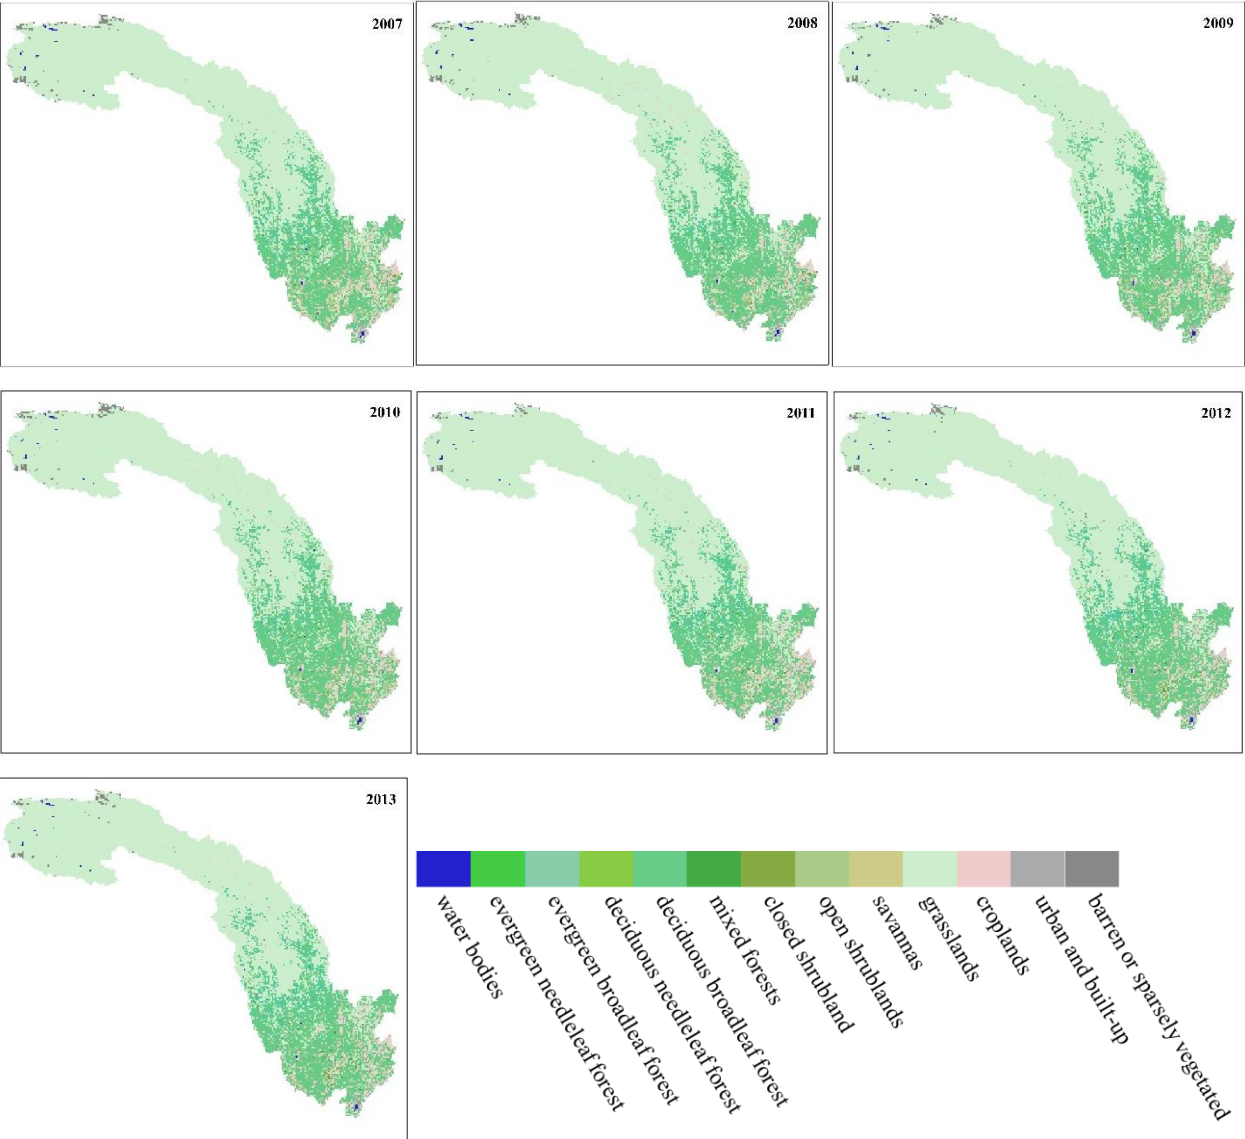 2007
2008
2009
2010
2011
2012
2013
water bodies
evergreen needleleaf forest
evergreen broadleaf forest
deciduous needleleaf forest
deciduous broadleaf forest
mixed forests
closed shrubland
open shrublands
savannas
grasslands
croplands
urban and built-up
barren or sparsely vegetated